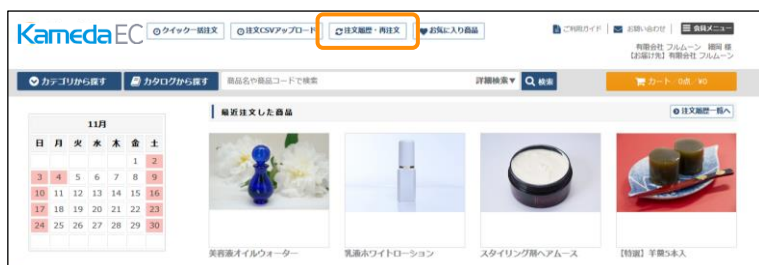 Kameda EC
クイック一括注文
注文CSVアップロード
注文履歴・再注文
お気に入り商品
ご利用ガイド
お問い合わせ
会員メニュー
有限会社 フルムーン 細岡 様
【お届け先】有限会社 フルムーン
カテゴリから探す
カタログから探す
商品名や商品コードで検索
詳細検索▼
検索
カート 0点 ¥0
11月
日 月 火 水 木 金 土
1 2
3 4 5 6 7 8 9
10 11 12 13 14 15 16
17 18 19 20 21 22 23
24 25 26 27 28 29 30
最近注文した商品
注文履歴一覧へ
美容液オイルウォーター
乳液ホワイトローション
スタイリング剤ヘアムース
【特選】羊羹5本入